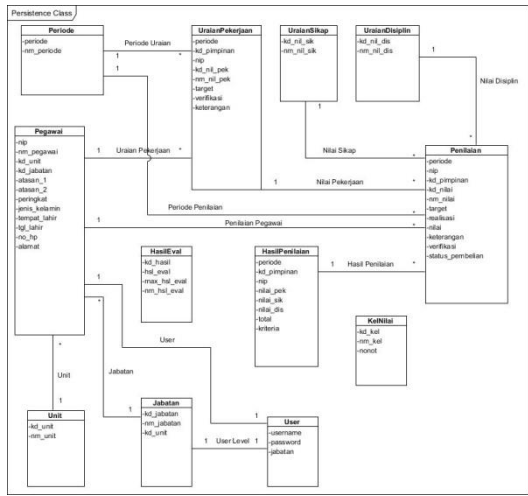 Persistence Class
Periode
-periode
-nm_periode
Periode Uraian
1
*
1
UraianPekerjaan
-periode
-kd_pimpinan
-nip
-kd_nil_pek
-nm_nil_pek
-target
-verifikasi
-keterangan
UraianSikap
-kd_nil_sik
-nm_nil_sik
1
UraianDisiplin
-kd_nil_dis
-nm_nil_dis
1
Nilai Disiplin
*
Pegawai
-nip
-nm_pegawai
-kd_unit
-kd_jabatan
-atasan_1
-atasan_2
-peringkat
-jenis_kelamin
-tempat_lahir
-tgl_lahir
-no_hp
-alamat
1
Uraian Pekerjaan
*
Nilai Sikap
*
1
Nilai Pekerjaan
*
Periode Penilaian
*
1
Penilaian Pegawai
*
Penilaian
-periode
-nip
-kd_pimpinan
-kd_nilai
-nm_nilai
-target
-realisasi
-nilai
-keterangan
-verifikasi
-status_pembelian
HasilEval
-kd_hasil
-hsl_eval
-max_hsl_eval
-nm_hsl_eval
HasilPenilaian
-periode
-kd_pimpinan
-nip
-nilai_pek
-nilai_sik
-nilai_dis
-total
-kriteria
1
Hasil Penilaian
*
KelNilai
-kd_kel
-nm_kel
-nonot
1
*
User
*
Unit
1
Jabatan
1
1
Unit
-kd_unit
-nm_unit
Jabatan
-kd_jabatan
-nm_jabatan
-kd_unit
1
User Level
1
User
-username
-password
-jabatan